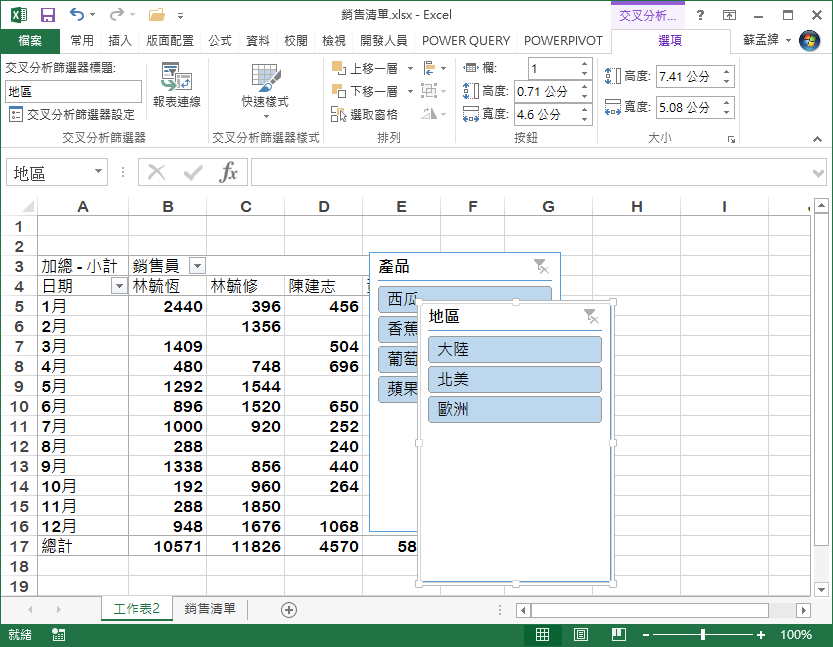 銷售清單.xlsx - Excel
交叉分析...
?
檔案 常用 插入 版面配置 公式 資料 校閱 檢視 開發人員 POWER QUERY POWERPIVOT 選項 蘇孟緯
交叉分析篩選器標題:
地區
交叉分析篩選器設定
交叉分析篩選器
報表連線
快速樣式
交叉分析篩選器樣式
上移一層
下移一層
選取窗格
排列
欄: 1
高度: 0.71 公分
寬度: 4.6 公分
按鈕
高度: 7.41 公分
寬度: 5.08 公分
大小
地區 fx
A B C D E F G H I
1
2
3 加總 - 小計 銷售員
4 日期 林毓恆 林毓修 陳建志
5 1月 2440 396 456
6 2月 1356
7 3月 1409 504
8 4月 480 748 696
9 5月 1292 1544
10 6月 896 1520 650
11 7月 1000 920 252
12 8月 288 240
13 9月 1338 856 440
14 10月 192 960 264
15 11月 288 1850
16 12月 948 1676 1068
17 總計 10571 11826 4570 58
18
19
產品
西瓜
香蕉
葡萄
蘋果
地區
大陸
北美
歐洲
工作表2 銷售清單
就緒 100%